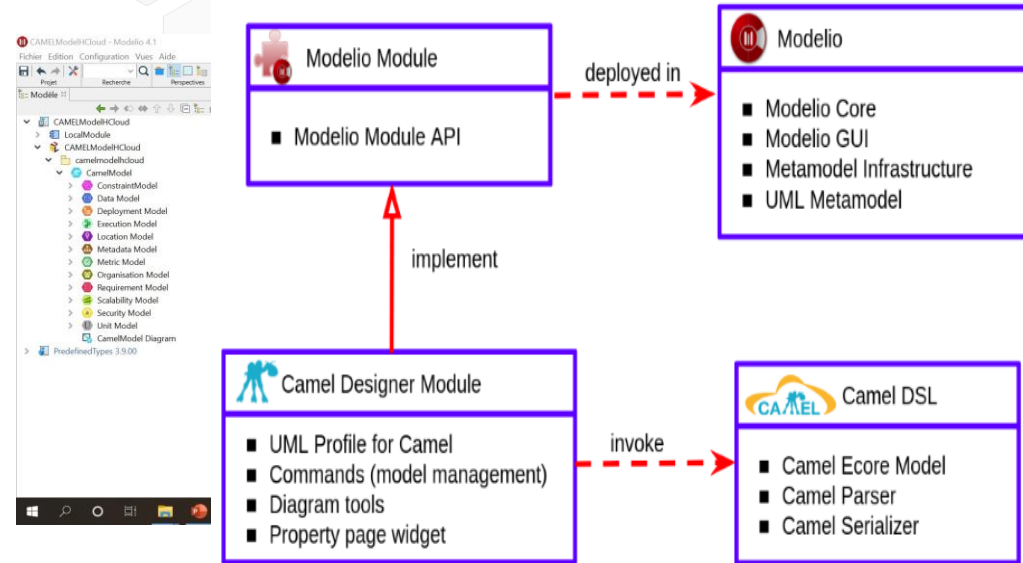 CAMELModelHCloud - Modelio 4.1
Fichier Edition Configuration Vues Aide
Projet Recherche Perspectives
Modèle
CAMELModelHCloud
LocalModule
CAMELModelHCloud
camelmodelhcloud
CamelModel
ConstraintModel
Data Model
Deployment Model
Execution Model
Location Model
Metadata Model
Metric Model
Organisation Model
Requirement Model
Scalability Model
Security Model
Unit Model
CamelModel Diagram
PredefinedTypes 3.9.00
Modelio Module
■ Modelio Module API
deployed in
Modelio
■ Modelio Core
■ Modelio GUI
■ Metamodel Infrastructure
■ UML Metamodel
implement
Camel Designer Module
■ UML Profile for Camel
■ Commands (model management)
■ Diagram tools
■ Property page widget
invoke
CAMEL
Camel DSL
■ Camel Ecore Model
■ Camel Parser
■ Camel Serializer